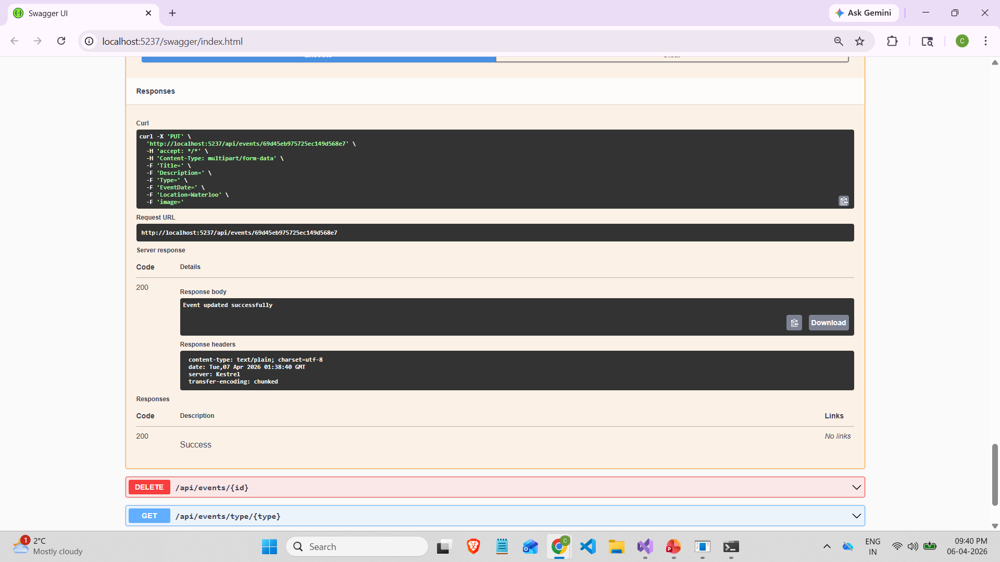 Swagger UI
Ask Gemini
localhost:5237/swagger/index.html
C
Responses
Curl
curl -X 'PUT' \
'http://localhost:5237/api/events/69d45eb975725ec149d568e7' \
-H 'accept: */*' \
-H 'Content-Type: multipart/form-data' \
-F 'Title=' \
-F 'Description=' \
-F 'Type=' \
-F 'EventDate=' \
-F 'Location=Waterloo' \
-F 'image='
Request URL
http://localhost:5237/api/events/69d45eb975725ec149d568e7
Server response
Code Details
200
Response body
Event updated successfully
Download
Response headers
content-type: text/plain; charset=utf-8
date: Tue,07 Apr 2026 01:38:40 GMT
server: Kestrel
transfer-encoding: chunked
Responses
Code Description Links
200 No links
Success
DELETE /api/events/{id}
GET /api/events/type/{type}
1
2°C
Mostly cloudy
Search
C
ENG
IN
09:40 PM
06-04-2026